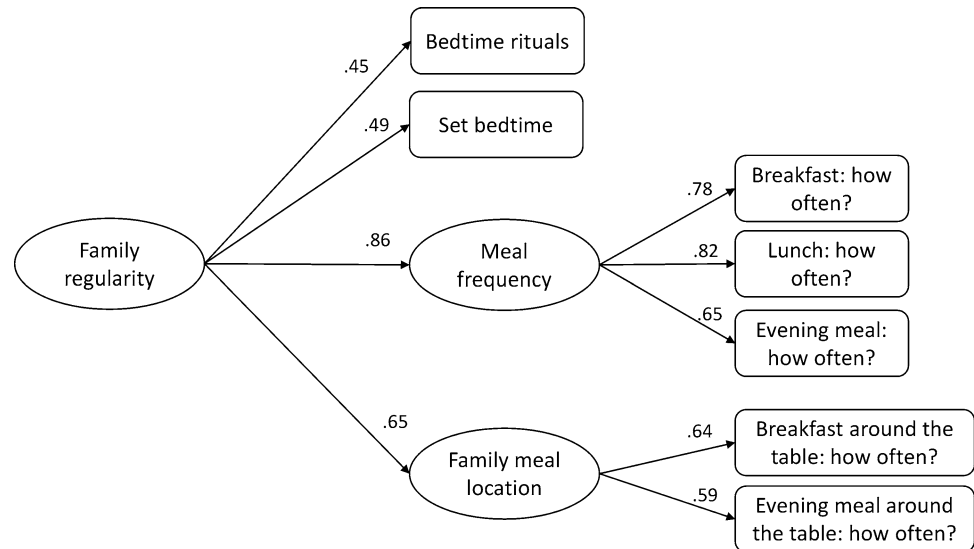 Bedtime rituals
.45
Set bedtime
.49
Family
regularity
.86
Meal
frequency
.78
Breakfast: how
often?
.82
Lunch: how
often?
.65
Evening meal:
how often?
.65
Family meal
location
.64
Breakfast around the
table: how often?
.59
Evening meal around
the table: how often?